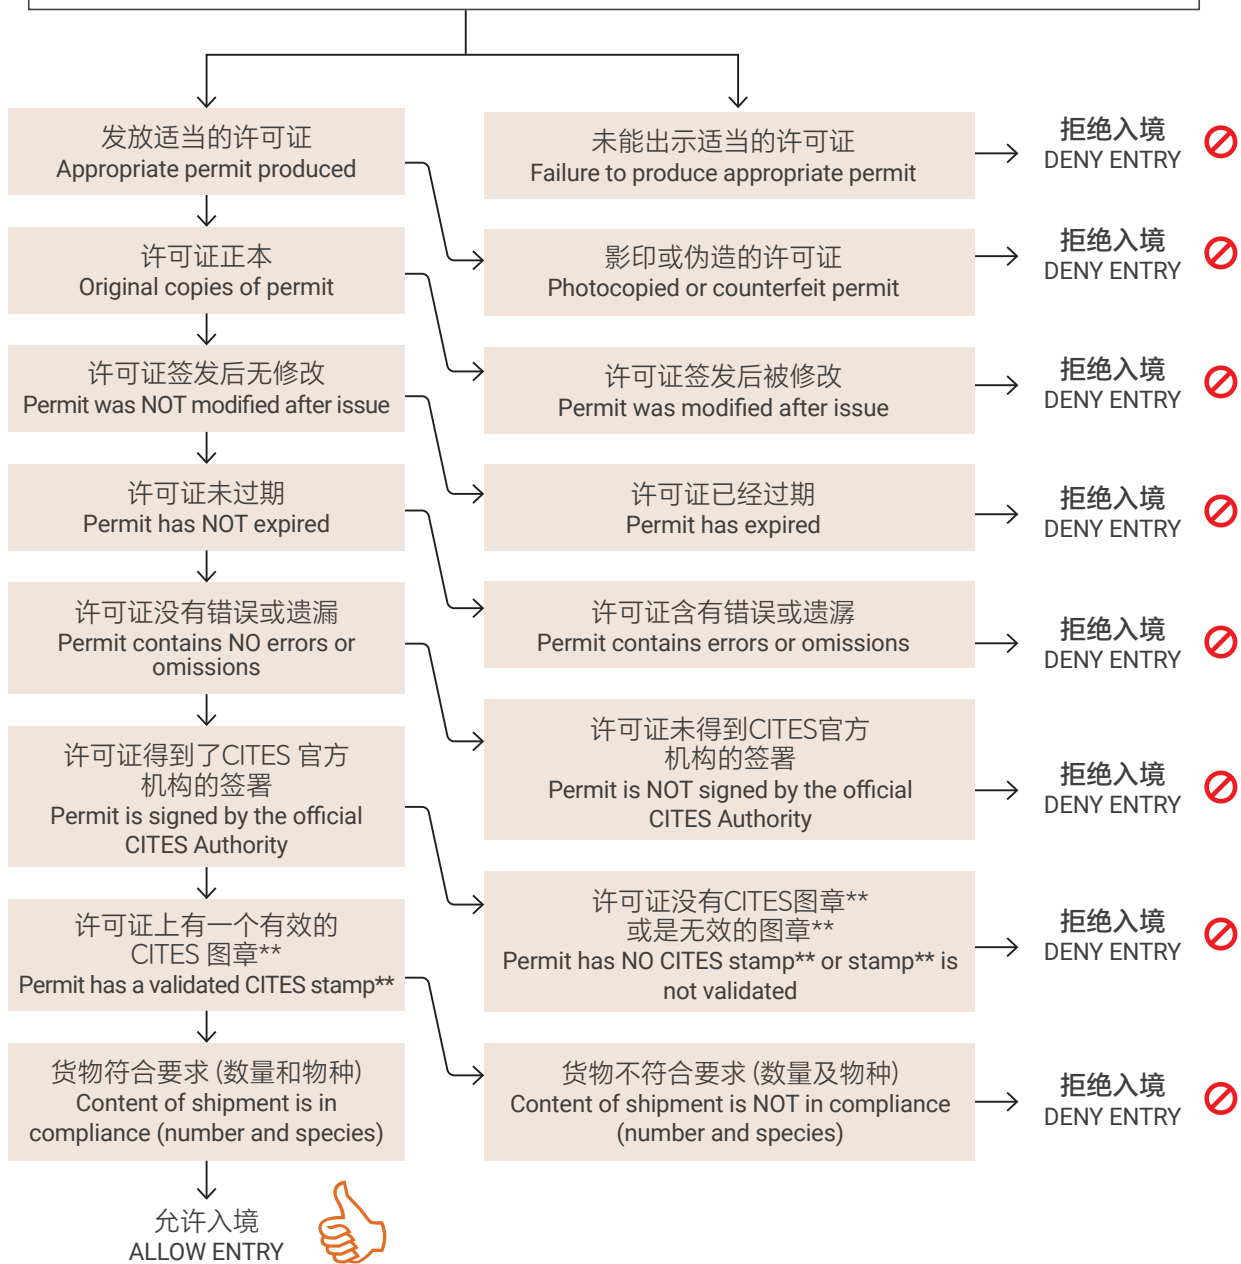 发放适当的许可证
Appropriate permit produced
未能出示适当的许可证
Failure to produce appropriate permit
拒绝入境
DENY ENTRY
许可证正本
Original copies of permit
影印或伪造的许可证
Photocopied or counterfeit permit
拒绝入境
DENY ENTRY
许可证签发后无修改
Permit was NOT modified after issue
许可证签发后被修改
Permit was modified after issue
拒绝入境
DENY ENTRY
许可证未过期
Permit has NOT expired
许可证已经过期
Permit has expired
拒绝入境
DENY ENTRY
许可证没有错误或遗漏
Permit contains NO errors or
omissions
许可证含有错误或遗潺
Permit contains errors or omissions
拒绝入境
DENY ENTRY
许可证得到了CITES 官方
机构的签署
Permit is signed by the official
CITES Authority
许可证未得到CITES官方
机构的签署
Permit is NOT signed by the official
CITES Authority
拒绝入境
DENY ENTRY
许可证上有一个有效的
CITES 图章**
Permit has a validated CITES stamp**
许可证没有CITES图章**
或是无效的图章**
Permit has NO CITES stamp** or stamp** is
not validated
拒绝入境
DENY ENTRY
货物符合要求 (数量和物种)
Content of shipment is in
compliance (number and species)
货物不符合要求 (数量及物种)
Content of shipment is NOT in compliance
(number and species)
拒绝入境
DENY ENTRY
允许入境
ALLOW ENTRY